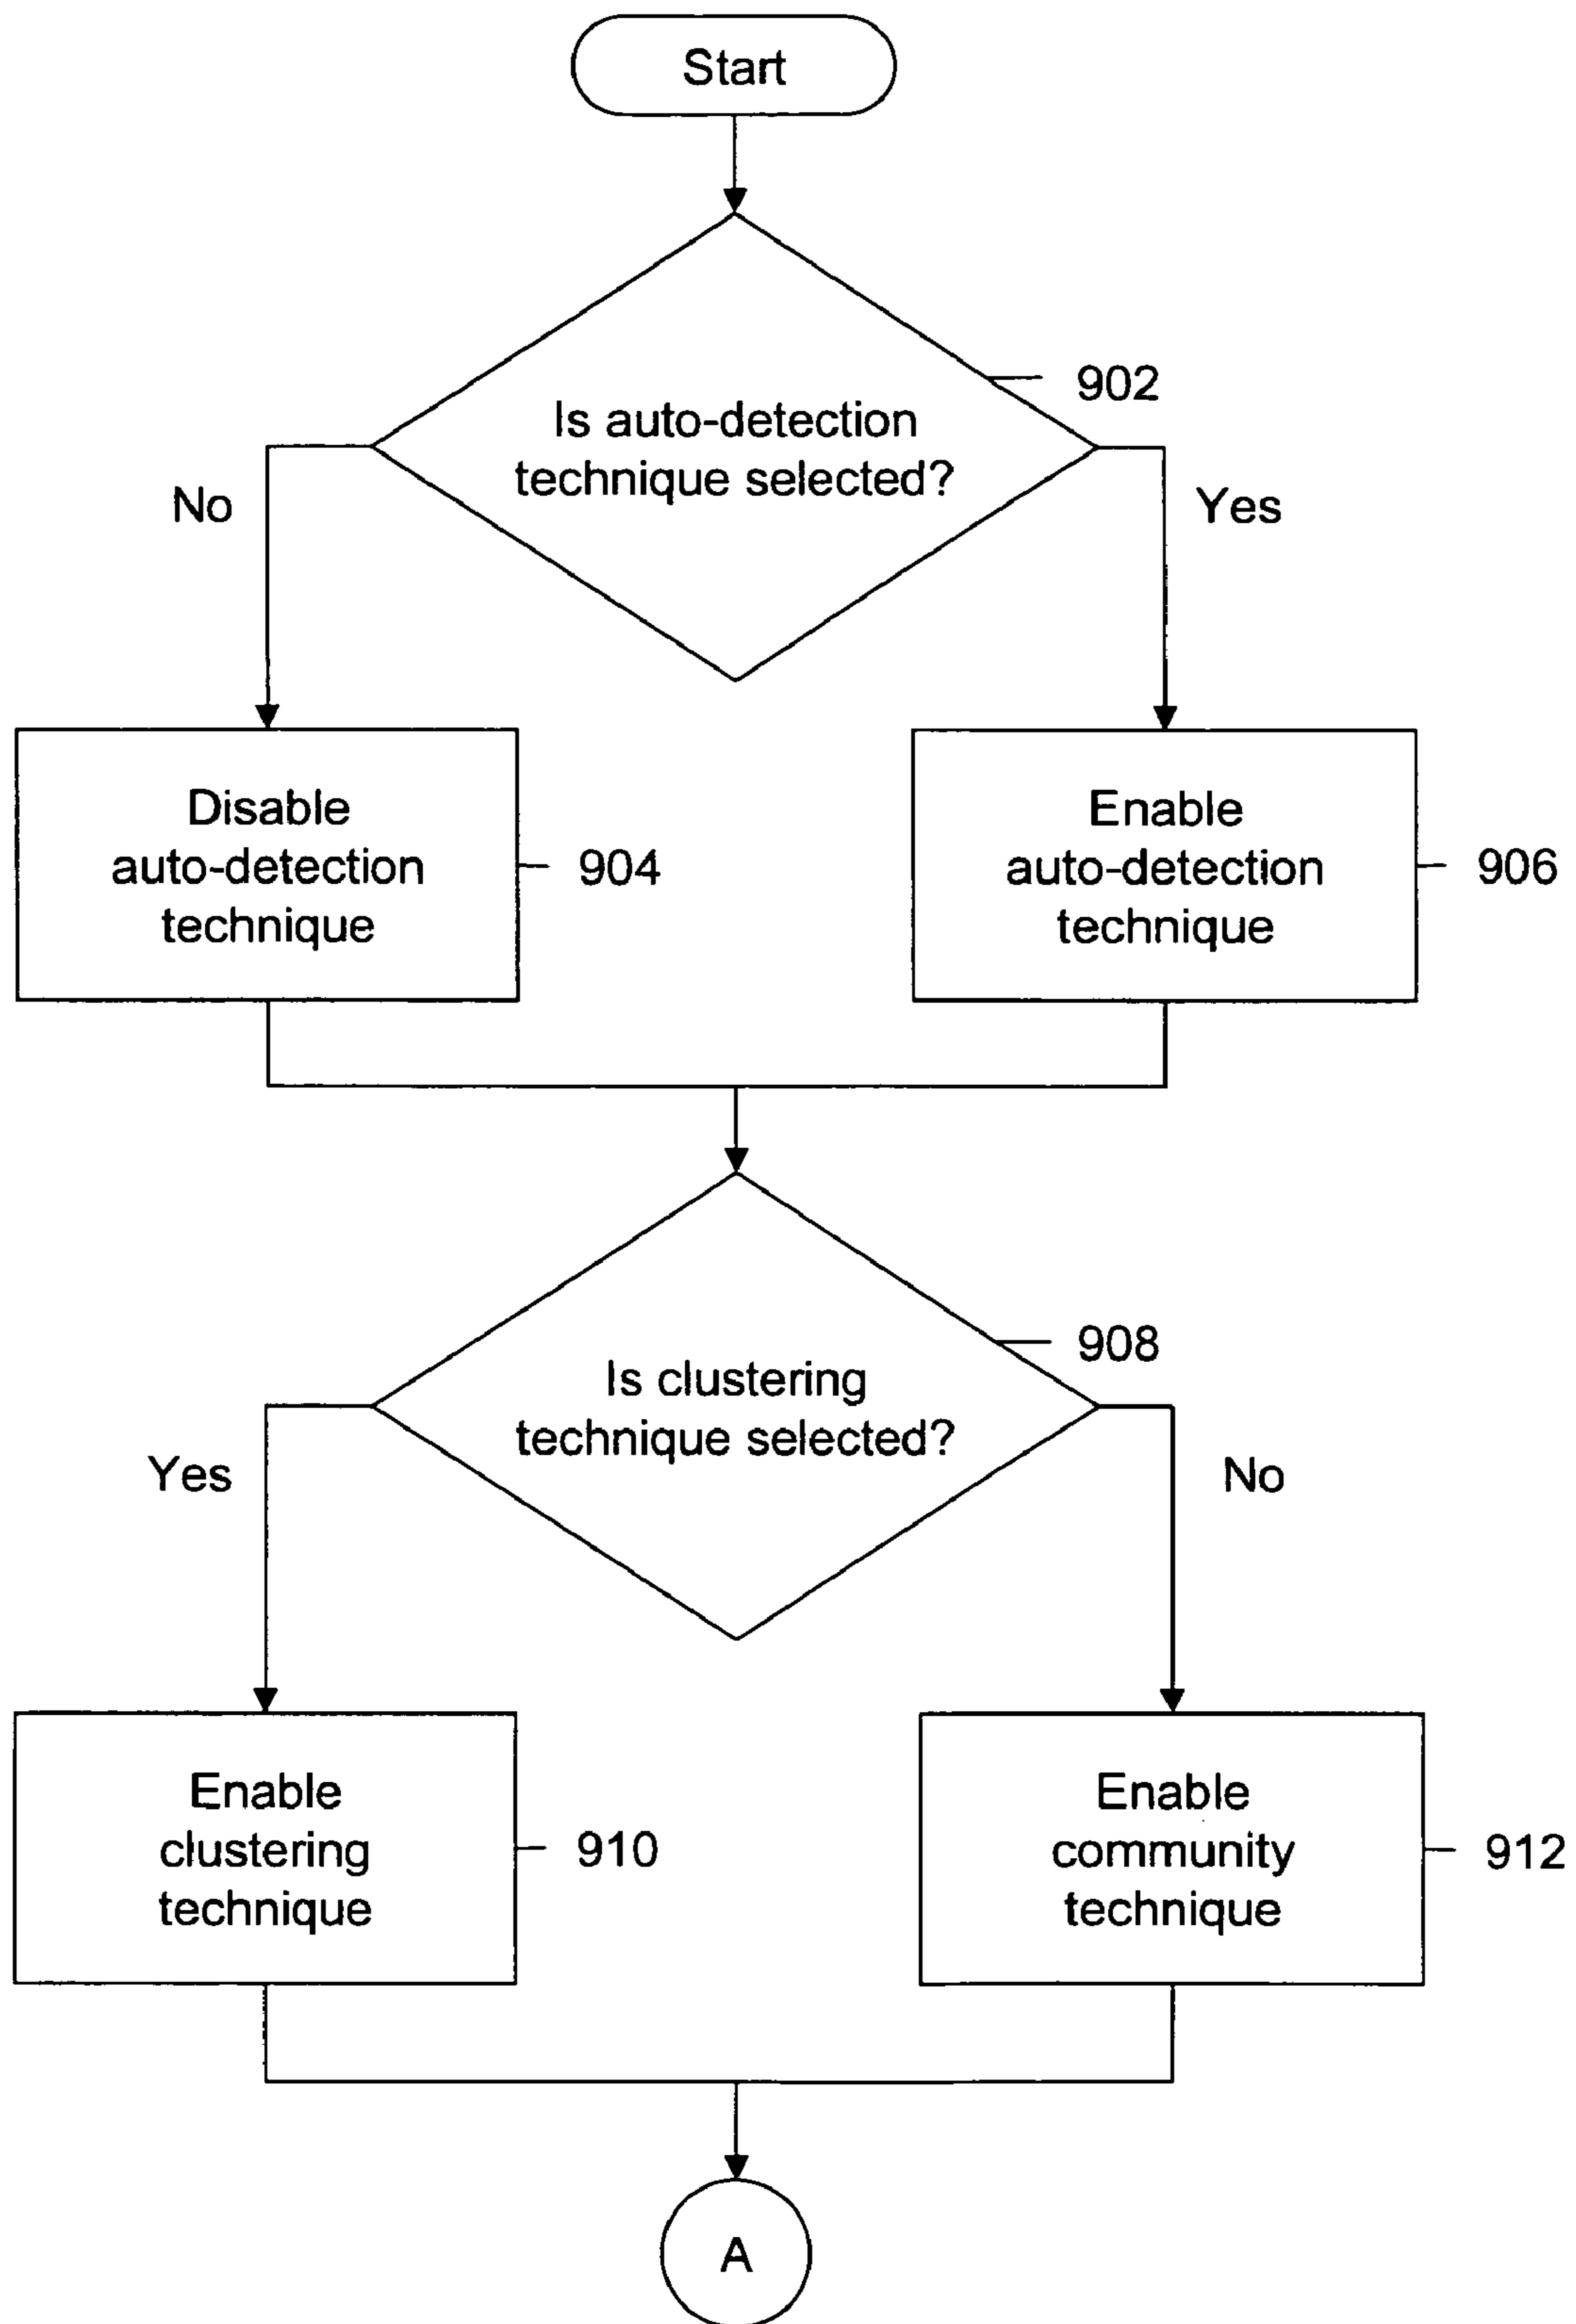 Start
902
Is auto-detection
technique selected?
No
Yes
Disable
auto-detection
technique
904
Enable
auto-detection
technique
906
908
Is clustering
technique selected?
Yes
No
Enable
clustering
technique
910
Enable
community
technique
912
A